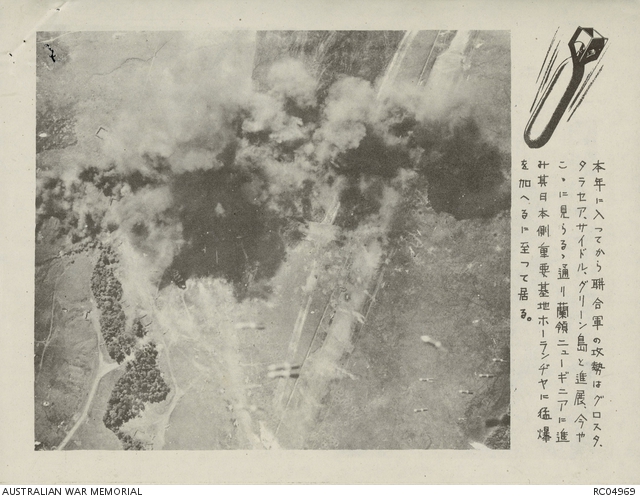 本年に入つてから聯合軍の攻勢はグロスタ、
タラセア、サイドル、グリーン島と進展、今や
こゝに見らるゝ通り蘭領ニューギニアに進
み其日本側重要基地ホーランヂヤに猛爆
を加へるに至つて居る。
AUSTRALIAN WAR MEMORIAL
RC04969